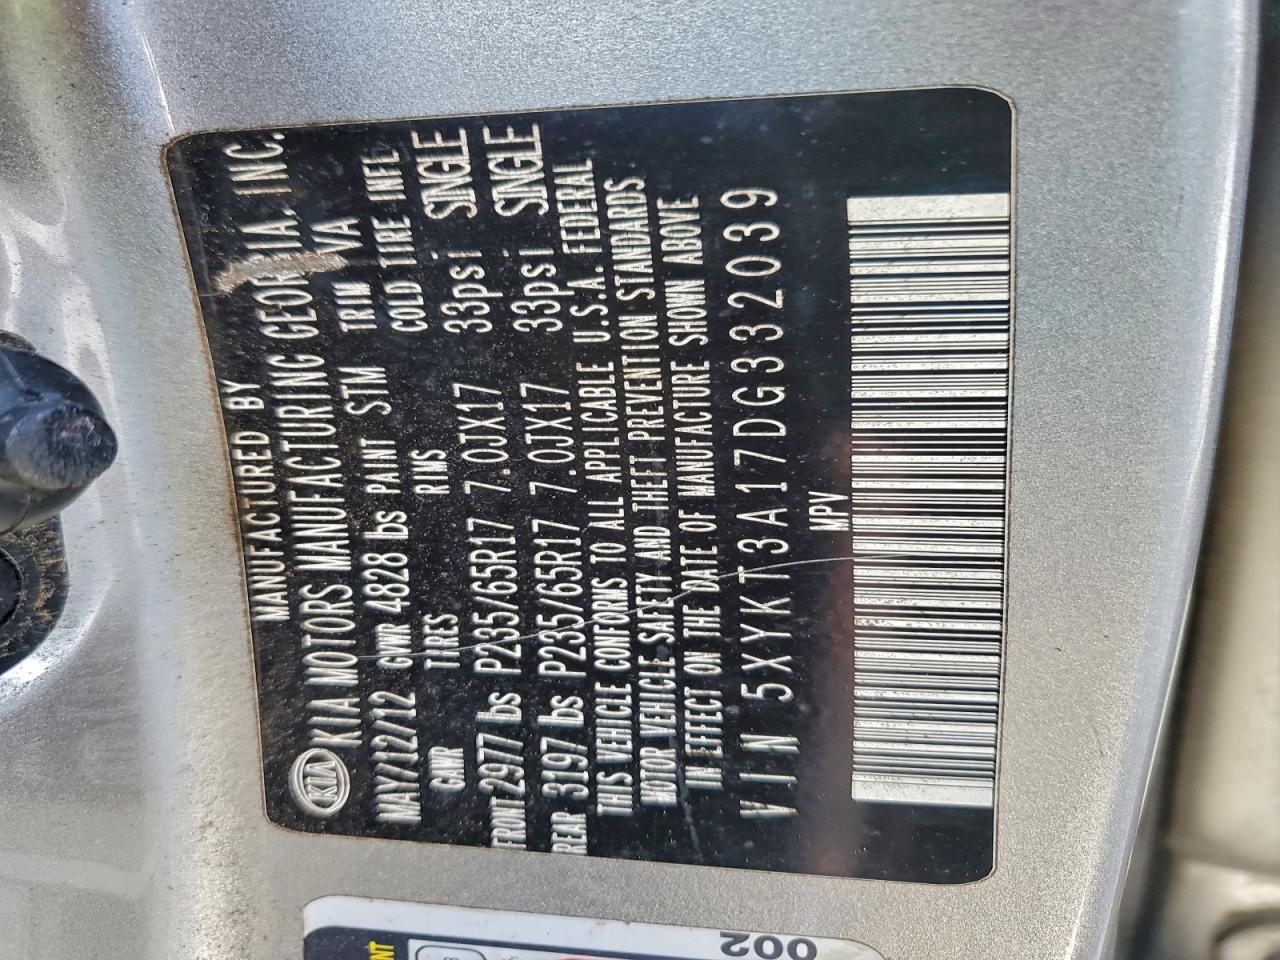 MANUFACTURED BY
KIA KIA MOTORS MANUFACTURING GEORGIA, INC.
MAY/12/12 GVWR 4828 lbs PAINT STM TRIM VA
GAWR TIRES RIMS COLD TIRE INFL
FRONT 2977 lbs P235/65R17 7.0JX17 33psi SINGLE
REAR 3197 lbs P235/65R17 7.0JX17 33psi SINGLE
THIS VEHICLE CONFORMS TO ALL APPLICABLE U.S.A. FEDERAL
MOTOR VEHICLE SAFETY AND THEFT PREVENTION STANDARDS
IN EFFECT ON THE DATE OF MANUFACTURE SHOWN ABOVE
VIN 5XYKT3A17DG332039
MPV
002